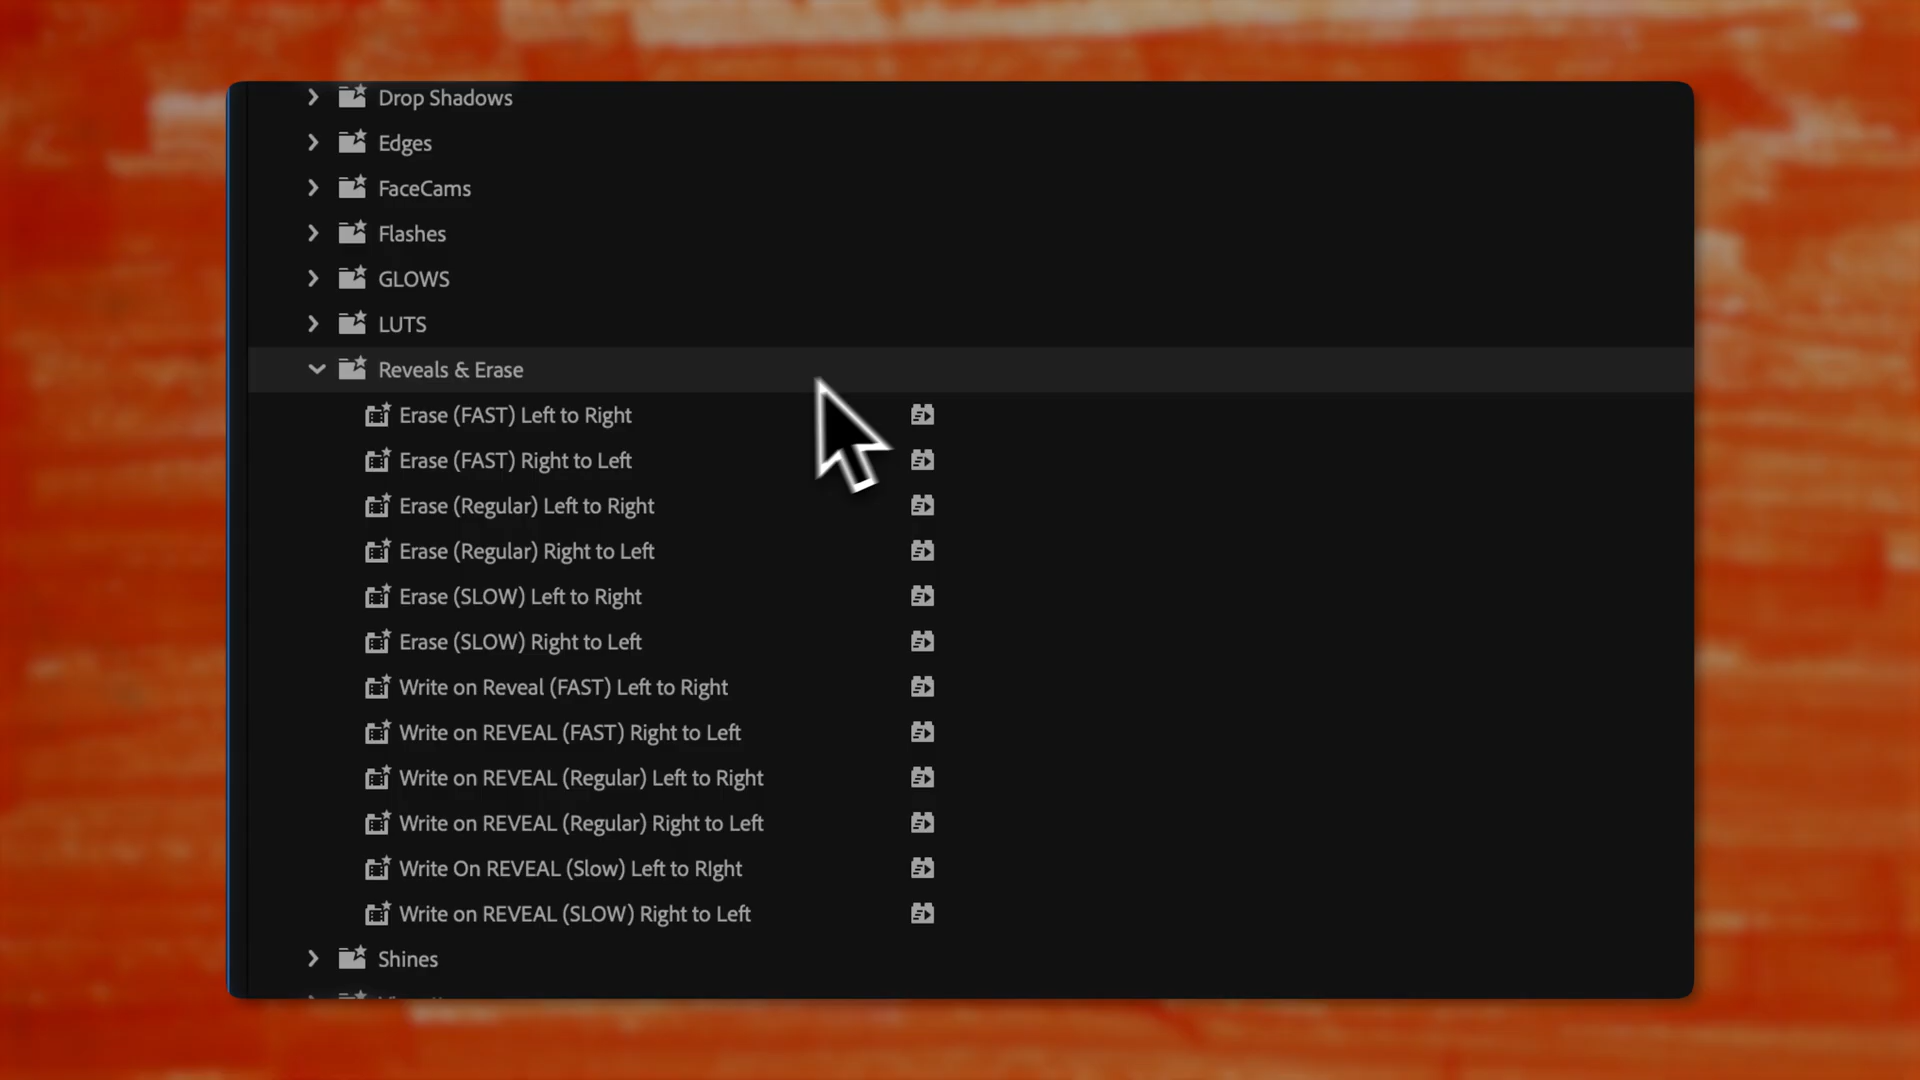 Drop Shadows
Edges
FaceCams
Flashes
GLOWS
LUTS
Reveals & Erase
Erase (FAST) Left to Right
Erase (FAST) Right to Left
Erase (Regular) Left to Right
Erase (Regular) Right to Left
Erase (SLOW) Left to Right
Erase (SLOW) Right to Left
Write on Reveal (FAST) Left to Right
Write on REVEAL (FAST) Right to Left
Write on REVEAL (Regular) Left to Right
Write on REVEAL (Regular) Right to Left
Write On REVEAL (Slow) Left to RIght
Write on REVEAL (SLOW) Right to Left
Shines